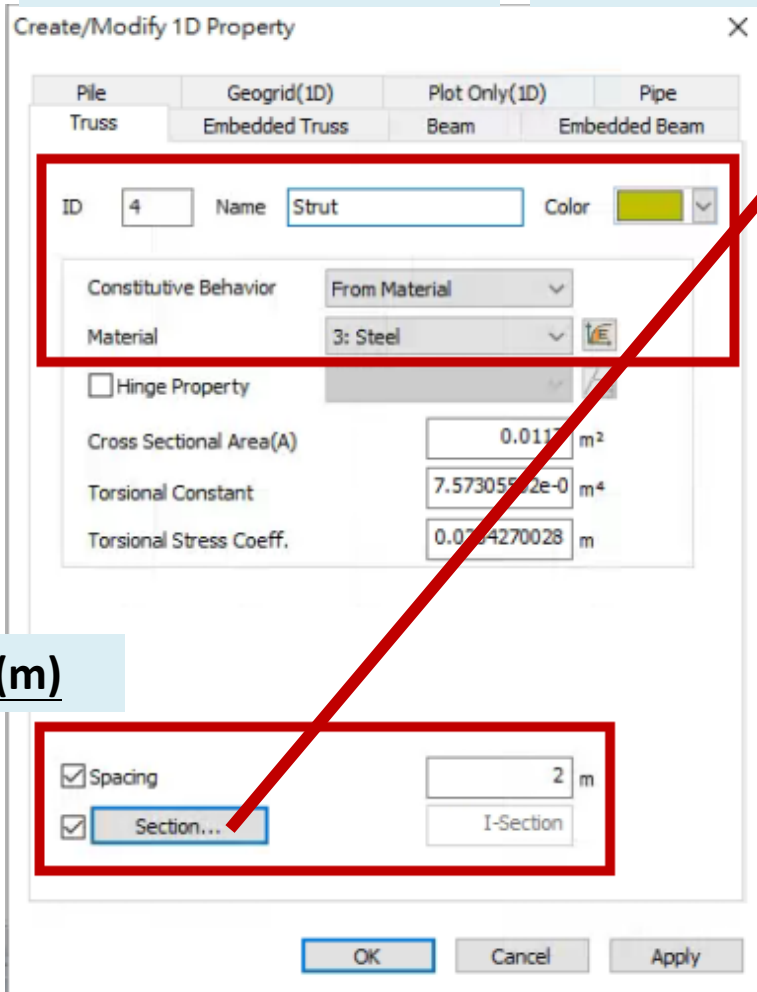 Create/Modify 1D Property
Pile Geogrid(1D) Plot Only(1D) Pipe
Truss Embedded Truss Beam Embedded Beam
ID 4 Name Strut Color
Constitutive Behavior From Material
Material 3: Steel
Hinge Property
Cross Sectional Area(A) m²
Torsional Constant m⁴
Torsional Stress Coeff. m
(m)
Spacing 2 m
Section... I-Section
OK Cancel Apply